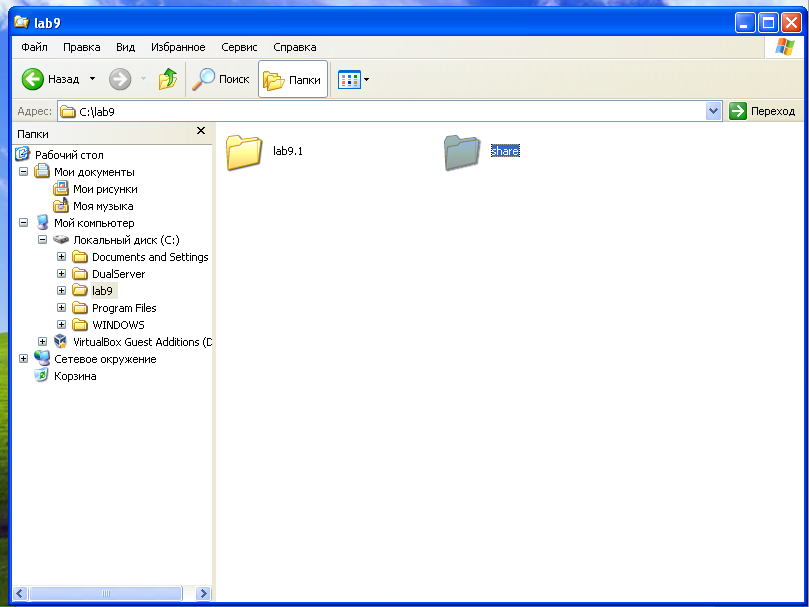 lab9
Файл Правка Вид Избранное Сервис Справка
Назад Поиск Папки
Адрес: C:\lab9 Переход
Папки
Рабочий стол
Мои документы
Мои рисунки
Моя музыка
Мой компьютер
Локальный диск (C:)
Documents and Settings
DualServer
lab9
Program Files
WINDOWS
VirtualBox Guest Additions (D
Сетевое окружение
Корзина
lab9.1 share